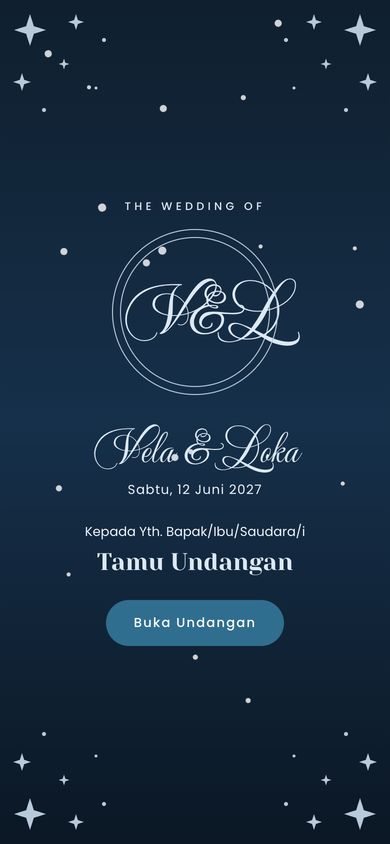 THE WEDDING OF
V&L
Vela & Loka
Sabtu, 12 Juni 2027
Kepada Yth. Bapak/Ibu/Saudara/i
Tamu Undangan
Buka Undangan